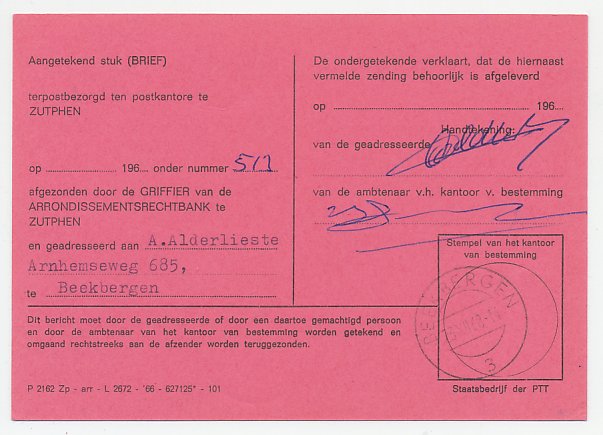 Aangetekend stuk (BRIEF)
terpostbezorgd ten postkantore te
ZUTPHEN
op ........................ 196.... onder nummer 512
afgezonden door de GRIFFIER van de
ARRONDISSEMENTSRECHTBANK te
ZUTPHEN
en geadresseerd aan A.Alderlieste
Arnhemseweg 685,
te Beekbergen
De ondergetekende verklaart, dat de hiernaast
vermelde zending behoorlijk is afgeleverd
op ........................ 196....
Handtekening:
van de geadresseerde
van de ambtenaar v.h. kantoor v. bestemming
Stempel van het kantoor
van bestemming
BEEKBERGEN
3
Staatsbedrijf der PTT
Dit bericht moet door de geadresseerde of door een daartoe gemachtigd persoon
en door de ambtenaar van het kantoor van bestemming worden getekend en
omgaand rechtstreeks aan de afzender worden teruggezonden.
P 2162 Zp - arr - L 2672 - '66 - 627125* - 101